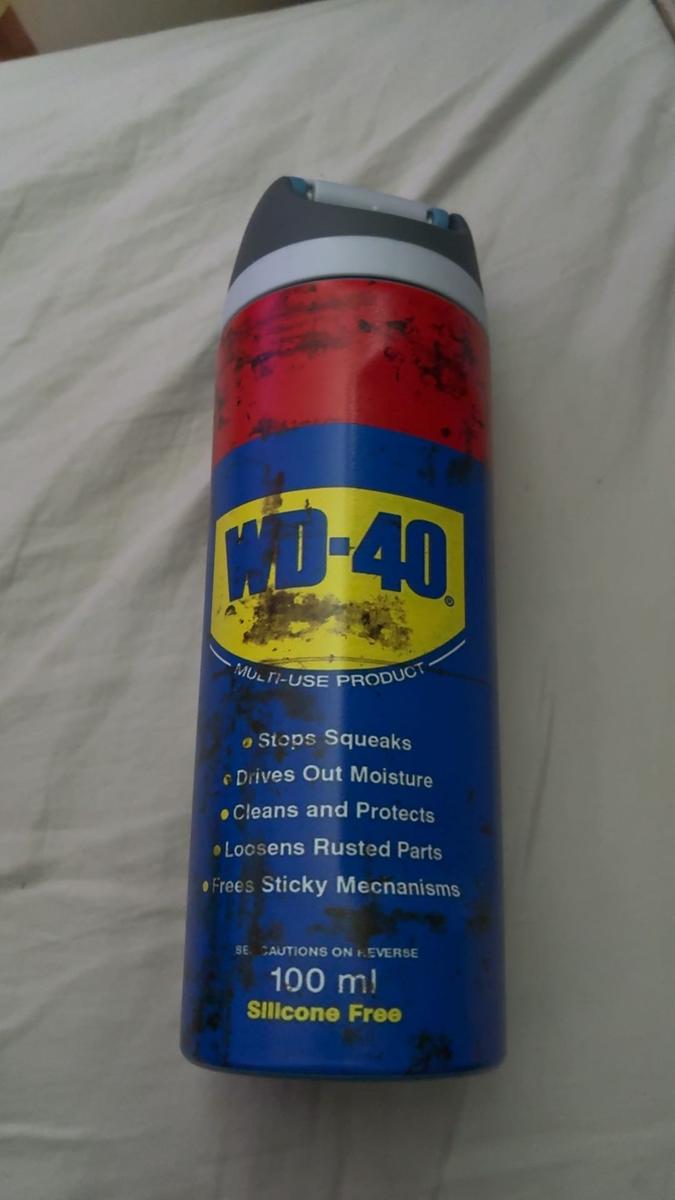 WD-40®
MULTI-USE PRODUCT
• Stops Squeaks
• Drives Out Moisture
• Cleans and Protects
• Loosens Rusted Parts
• Frees Sticky Mechanisms
CAUTIONS ON REVERSE
100 ml
Silicone Free